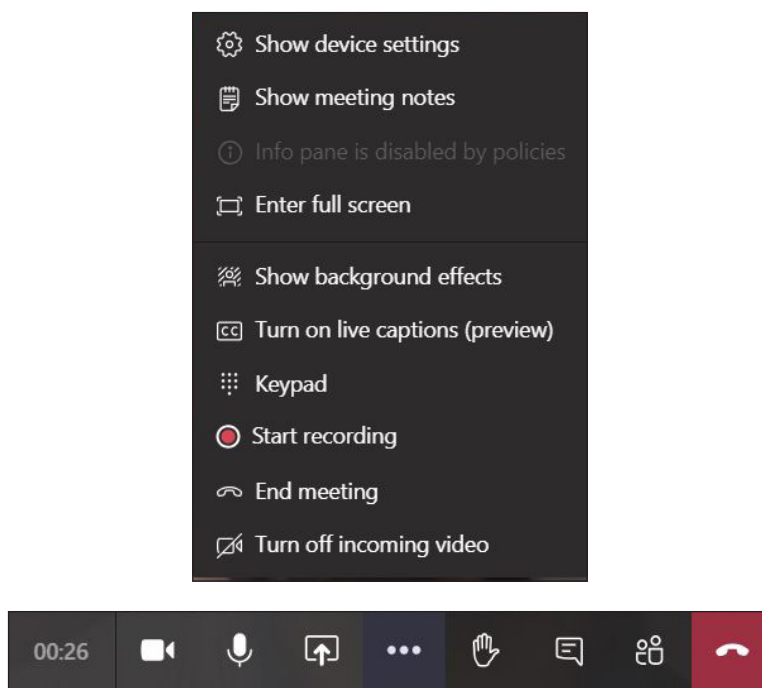 Show device settings
Show meeting notes
Info pane is disabled by policies
Enter full screen
Show background effects
CC Turn on live captions (preview)
Keypad
Start recording
End meeting
Turn off incoming video
00:26